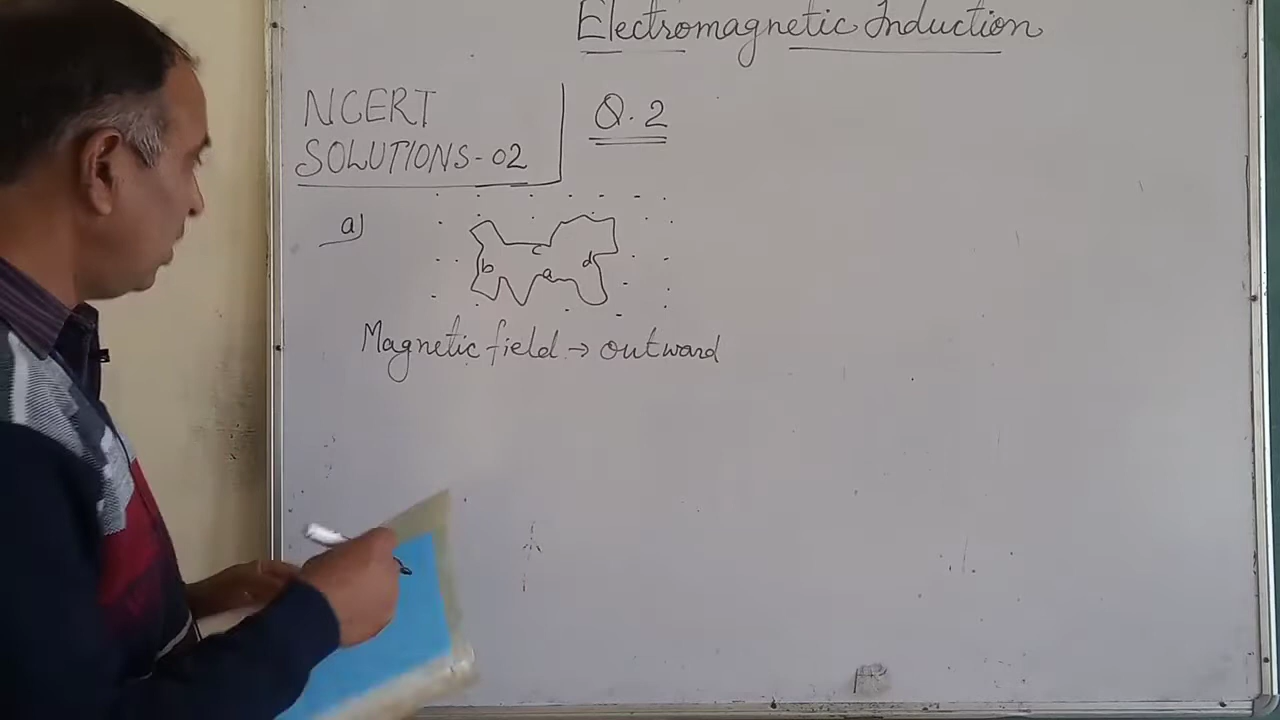 Electromagnetic Induction
NCERT
SOLUTIONS-02
Q.2
a)
c
b
a
d
Magnetic field → outward